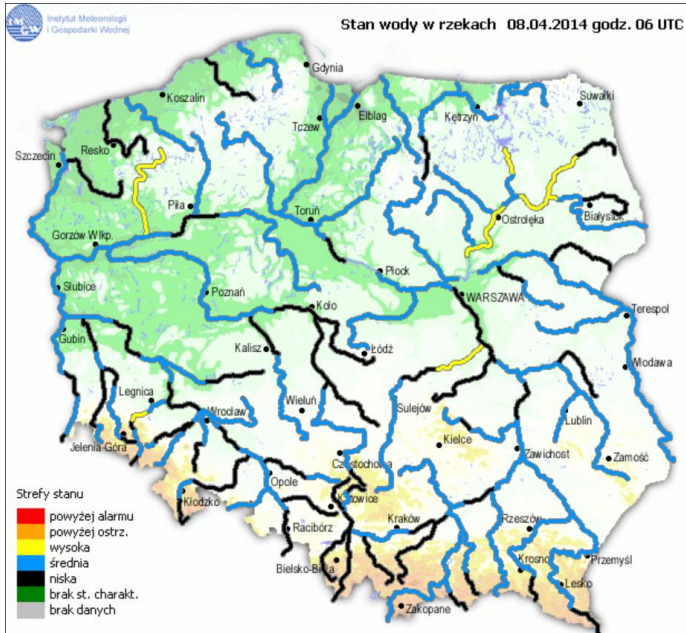 IMGW
Instytut Meteorologii
i Gospodarki Wodnej
Stan wody w rzekach 08.04.2014 godz. 06 UTC
Gdynia
Koszalin
Suwałki
Elbląg
Kętrzyn
Tczew
Resko
Szczecin
Piła
Toruń
Ostrołęka
Białystok
Gorzów Wlkp.
Płock
Słubice
Poznań
Koło
WARSZAWA
Terespol
Gubin
Kalisz
Łódź
Włodawa
Legnica
Wieluń
Sulejów
Wrocław
Lublin
Jelenia Góra
Kielce
Zawichost
Częstochowa
Zamość
Opole
Strefy stanu
Kłodzko
Katowice
powyżej alarmu
Kraków
Rzeszów
powyżej ostrz.
Racibórz
wysoka
Bielsko-Biała
Krosno
Przemyśl
średnia
niska
Lesko
brak st. charakt.
Zakopane
brak danych